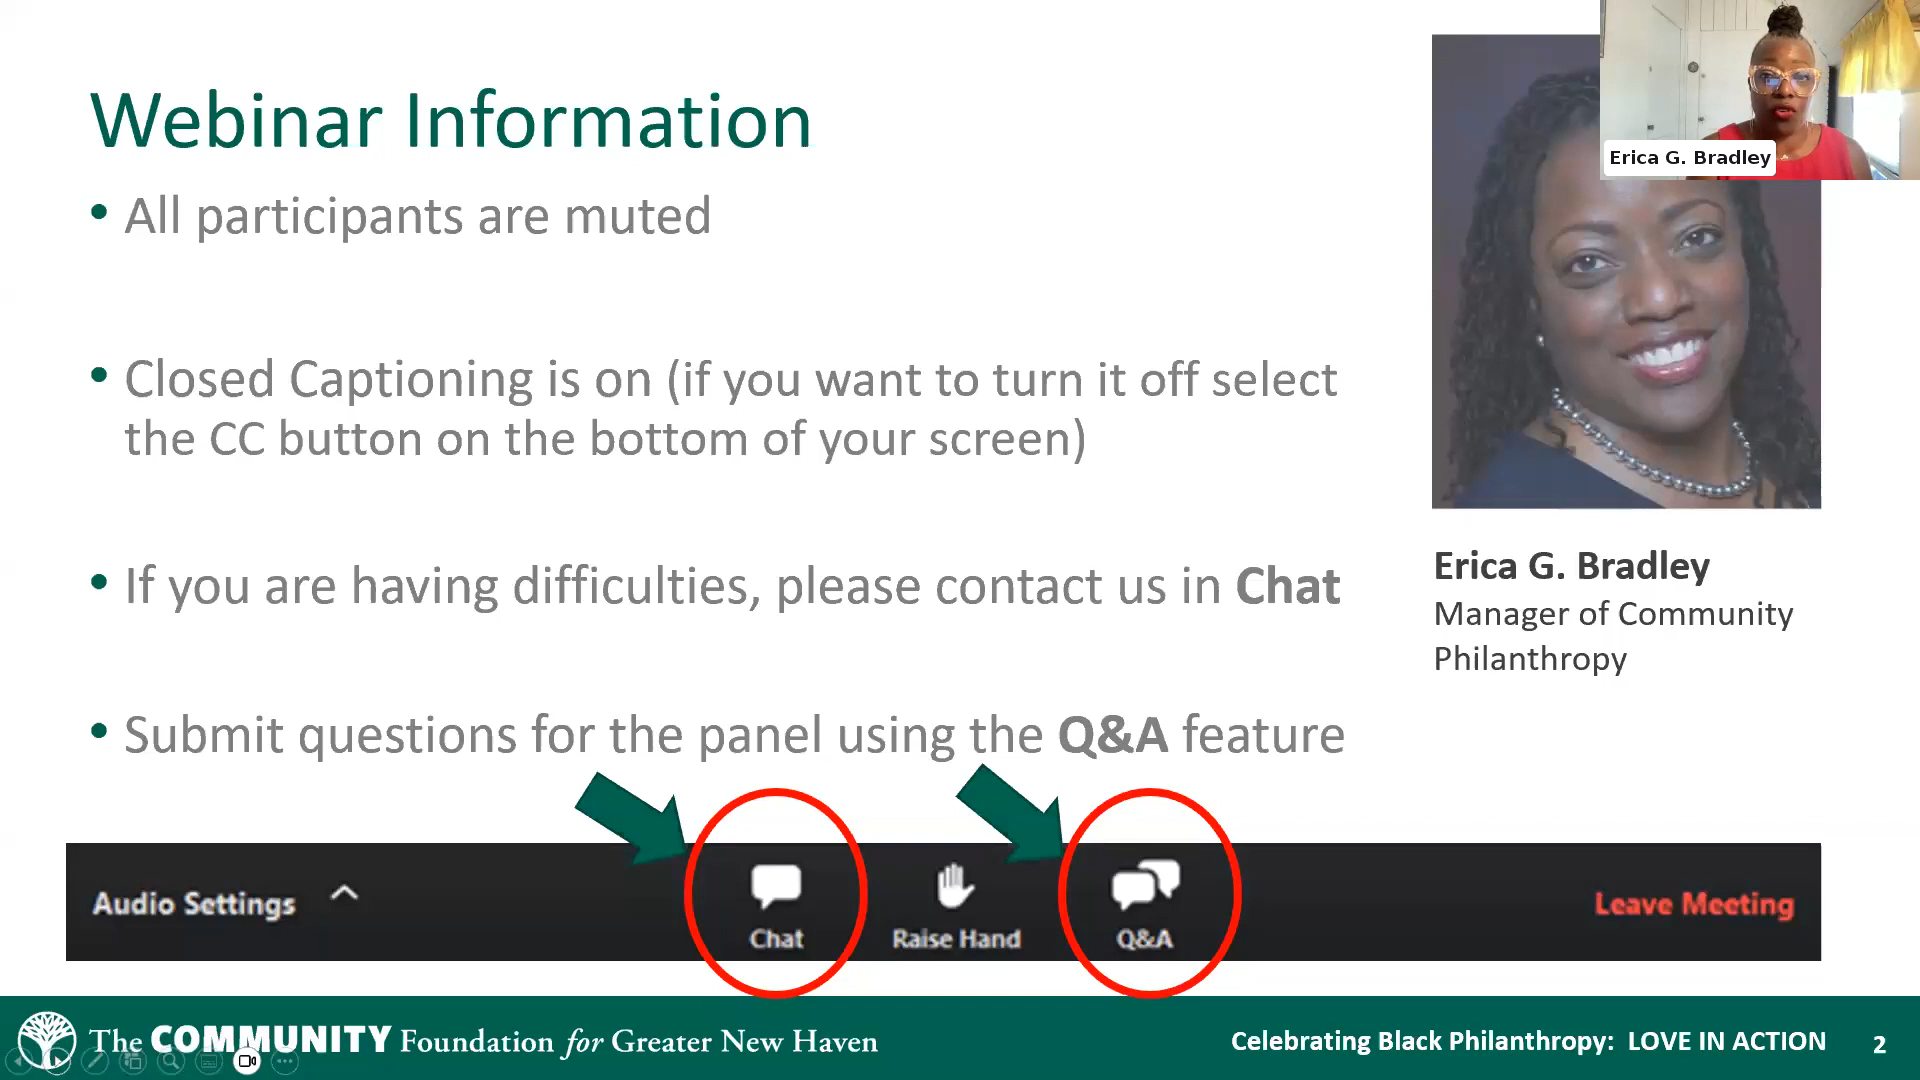 Webinar Information
• All participants are muted
• Closed Captioning is on (if you want to turn it off select
the CC button on the bottom of your screen)
• If you are having difficulties, please contact us in Chat
• Submit questions for the panel using the Q&A feature
Erica G. Bradley
Erica G. Bradley
Manager of Community
Philanthropy
Audio Settings
Chat
Raise Hand
Q&A
Leave Meeting
The COMMUNITY Foundation for Greater New Haven
Celebrating Black Philanthropy: LOVE IN ACTION
2